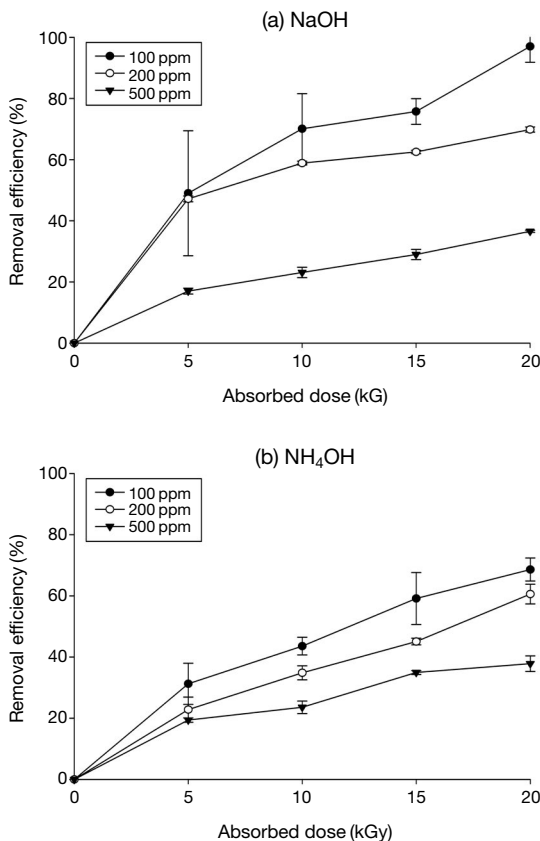 (a) NaOH
100
80
60
40
20
0
Removal efficiency (%)
100 ppm
200 ppm
500 ppm
0 5 10 15 20
Absorbed dose (kG)
(b) NH₄OH
100
80
60
40
20
0
Removal efficiency (%)
100 ppm
200 ppm
500 ppm
0 5 10 15 20
Absorbed dose (kGy)